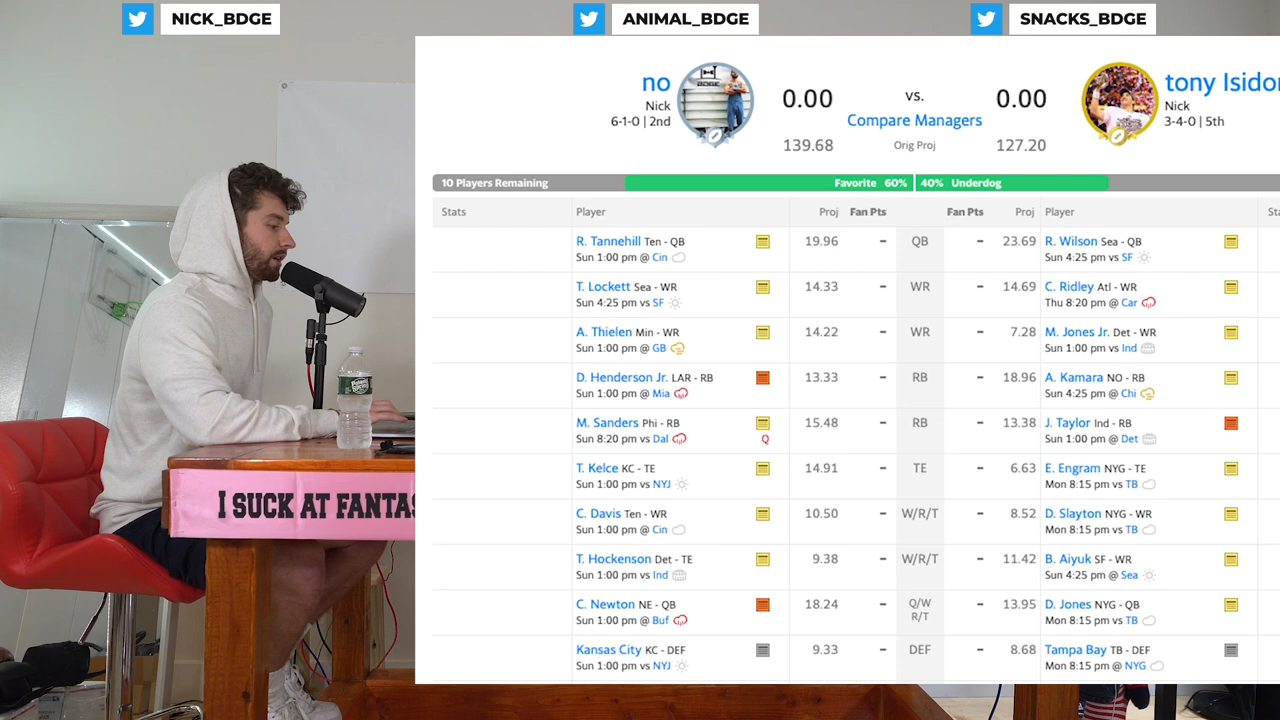 NICK_BDGE
ANIMAL_BDGE
SNACKS_BDGE
no
Nick
6-1-0 | 2nd
0.00
139.68
vs.
Compare Managers
Orig Proj
0.00
127.20
tony Isidor
Nick
3-4-0 | 5th
10 Players Remaining
Favorite 60%
40% Underdog
Stats Player Proj Fan Pts Fan Pts Proj Player Sta
R. Tannehill Ten - QB 19.96 – QB – 23.69 R. Wilson Sea - QB
Sun 1:00 pm @ Cin Sun 4:25 pm vs SF
T. Lockett Sea - WR 14.33 – WR – 14.69 C. Ridley Atl - WR
Sun 4:25 pm vs SF Thu 8:20 pm @ Car
A. Thielen Min - WR 14.22 – WR – 7.28 M. Jones Jr. Det - WR
Sun 1:00 pm @ GB Sun 1:00 pm vs Ind
D. Henderson Jr. LAR - RB 13.33 – RB – 18.96 A. Kamara NO - RB
Sun 1:00 pm @ Mia Sun 4:25 pm @ Chi
M. Sanders Phi - RB 15.48 – RB – 13.38 J. Taylor Ind - RB
Sun 8:20 pm vs Dal Q Sun 1:00 pm @ Det
T. Kelce KC - TE 14.91 – TE – 6.63 E. Engram NYG - TE
Sun 1:00 pm vs NYJ Mon 8:15 pm vs TB
C. Davis Ten - WR 10.50 – W/R/T – 8.52 D. Slayton NYG - WR
Sun 1:00 pm @ Cin Mon 8:15 pm vs TB
T. Hockenson Det - TE 9.38 – W/R/T – 11.42 B. Aiyuk SF - WR
Sun 1:00 pm vs Ind Sun 4:25 pm @ Sea
C. Newton NE - QB 18.24 – Q/W R/T – 13.95 D. Jones NYG - QB
Sun 1:00 pm @ Buf Mon 8:15 pm vs TB
Kansas City KC - DEF 9.33 – DEF – 8.68 Tampa Bay TB - DEF
Sun 1:00 pm vs NYJ Mon 8:15 pm @ NYG
I SUCK AT FANTAS